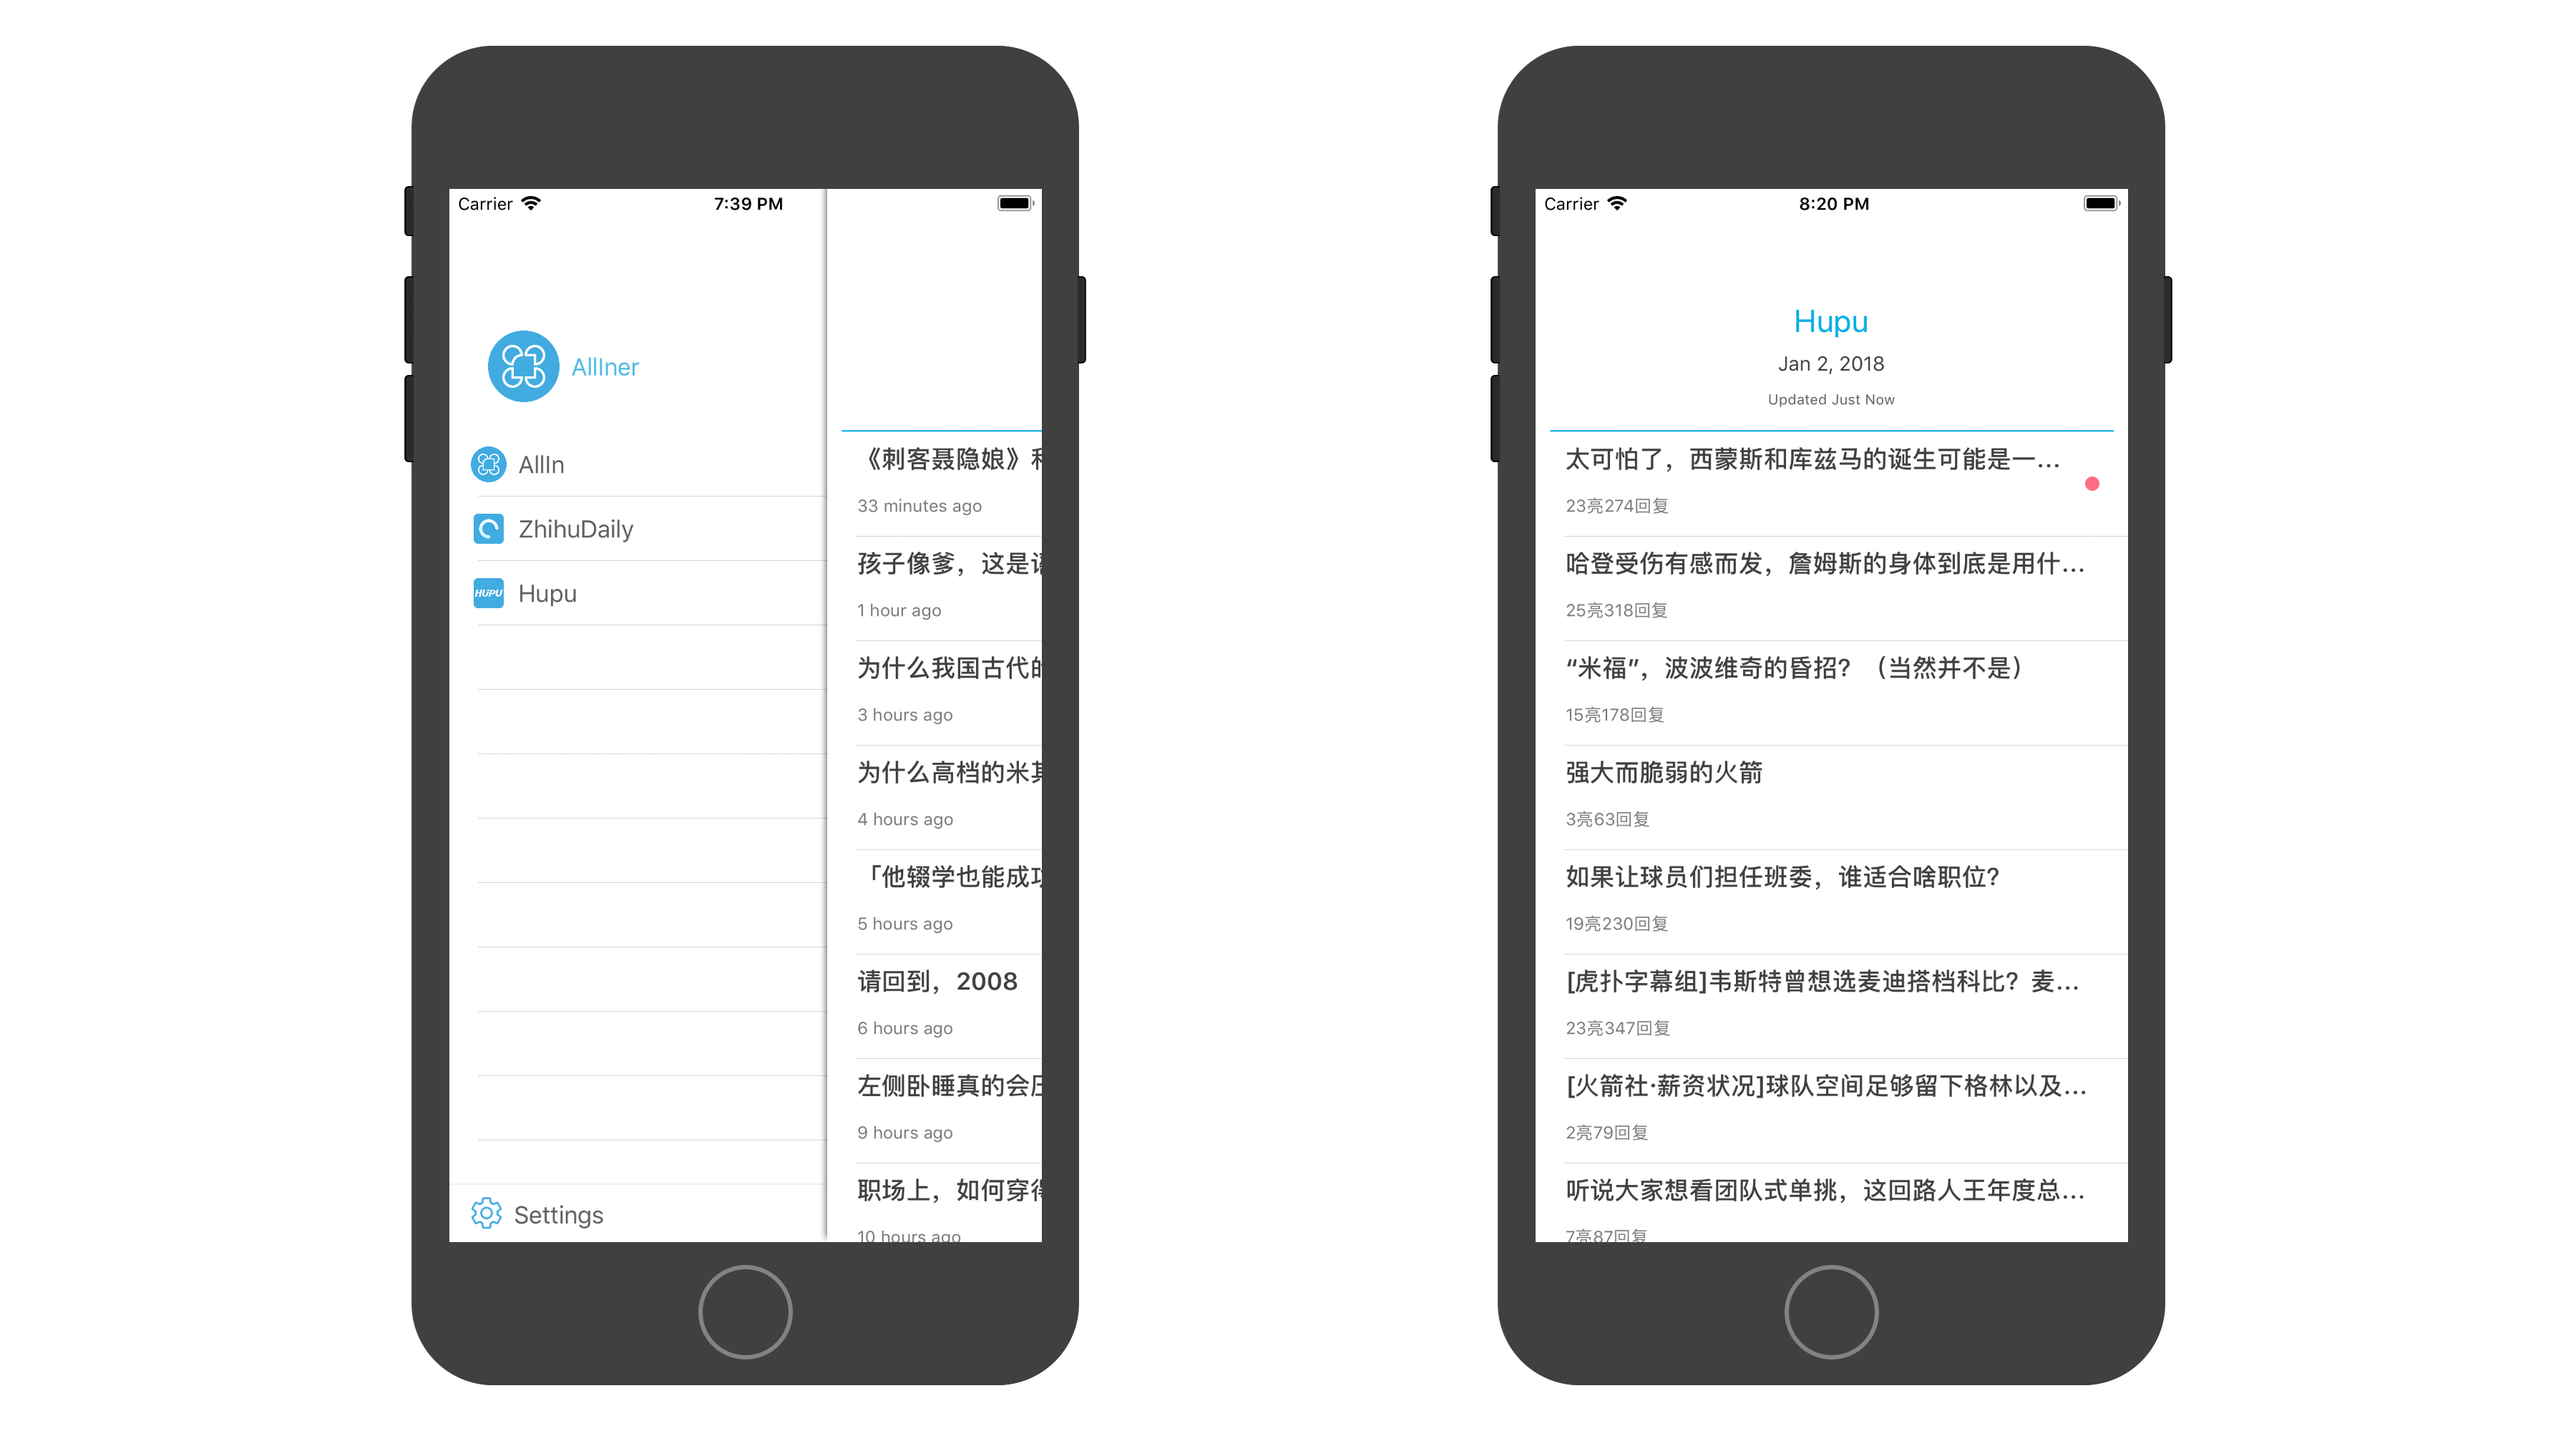 Carrier
7:39 PM
AllIner
AllIn
ZhihuDaily
HUPU
Hupu
Settings
《刺客聂隐娘》
33 minutes ago
孩子像爹，这是
1 hour ago
为什么我国古代的
3 hours ago
为什么高档的米其
4 hours ago
「他辍学也能成功
5 hours ago
请回到，2008
6 hours ago
左侧卧睡真的会压
9 hours ago
职场上，如何穿得
10 hours ago
Carrier
8:20 PM
Hupu
Jan 2, 2018
Updated Just Now
太可怕了，西蒙斯和库兹马的诞生可能是一...
23亮274回复
哈登受伤有感而发，詹姆斯的身体到底是用什...
25亮318回复
“米福”，波波维奇的昏招？（当然并不是）
15亮178回复
强大而脆弱的火箭
3亮63回复
如果让球员们担任班委，谁适合啥职位？
19亮230回复
[虎扑字幕组]韦斯特曾想选麦迪搭档科比？麦...
23亮347回复
[火箭社·薪资状况]球队空间足够留下格林以及...
2亮79回复
听说大家想看团队式单挑，这回路人王年度总...
7亮87回复